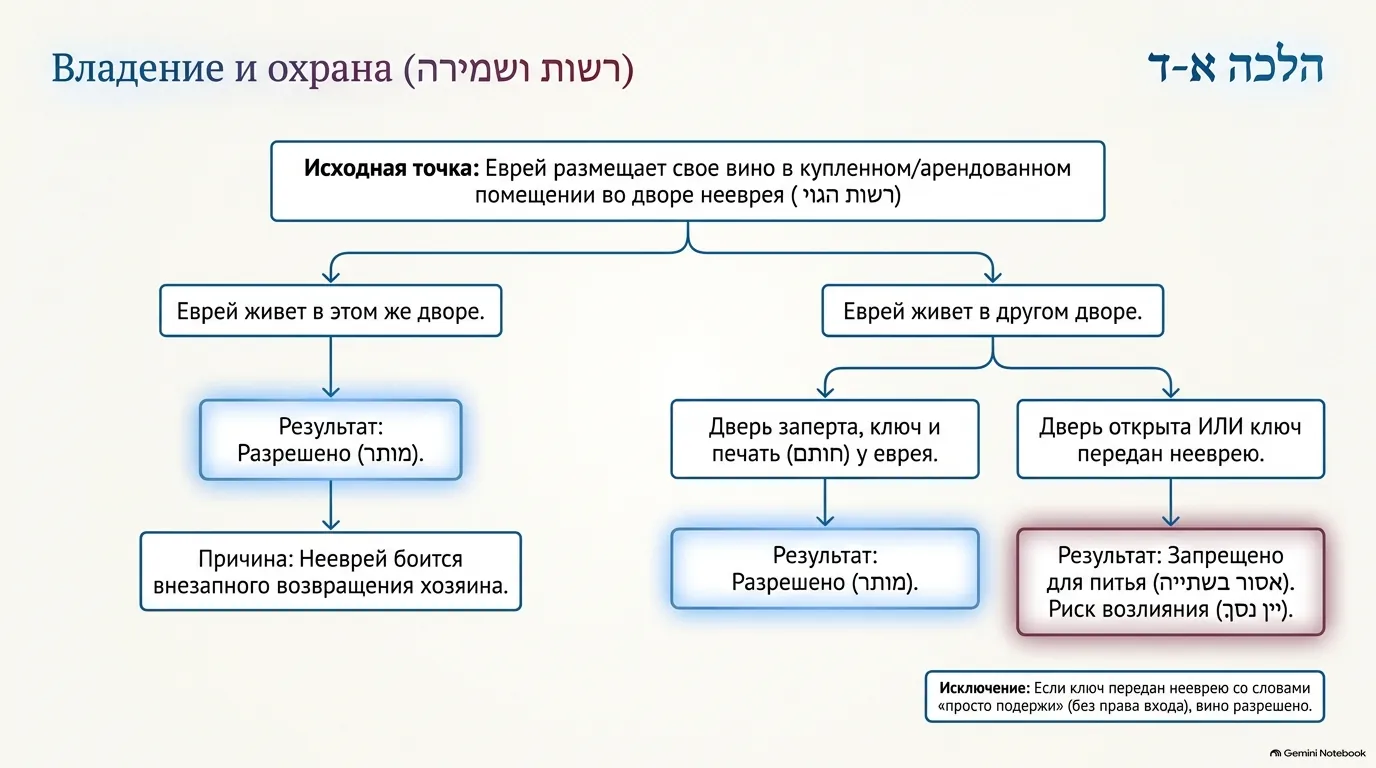 Владение и охрана (רשות ושמירה)
הלכה א-ד
Исходная точка: Еврей размещает свое вино в купленном/арендованном
помещении во дворе нееврея ( רשות הגוי)
Еврей живет в этом же дворе.
Результат:
Разрешено (מותר).
Причина: Нееврей боится
внезапного возвращения хозяина.
Еврей живет в другом дворе.
Дверь заперта, ключ и
печать (חותם) у еврея.
Результат:
Разрешено (מותר).
Дверь открыта ИЛИ ключ
передан нееврею.
Результат: Запрещено
для питья (אסור בשתייה).
Риск возлияния (יין נסך).
Исключение: Если ключ передан нееврею со словами
«просто подержи» (без права входа), вино разрешено.
Gemini Notebook